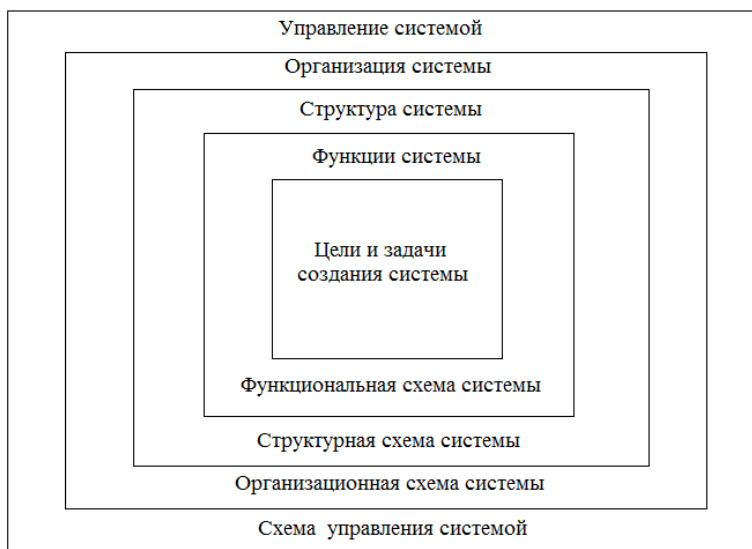 Управление системой
Организация системы
Структура системы
Функции системы
Цели и задачи
создания системы
Функциональная схема системы
Структурная схема системы
Организационная схема системы
Схема управления системой